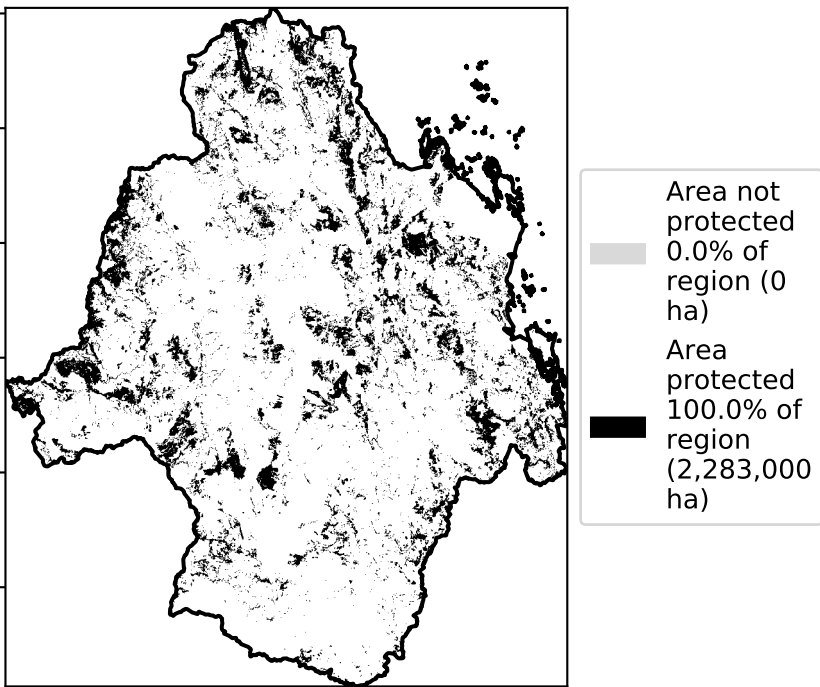 Area not
protected
0.0% of
region (0
ha)
Area
protected
100.0% of
region
(2,283,000
ha)